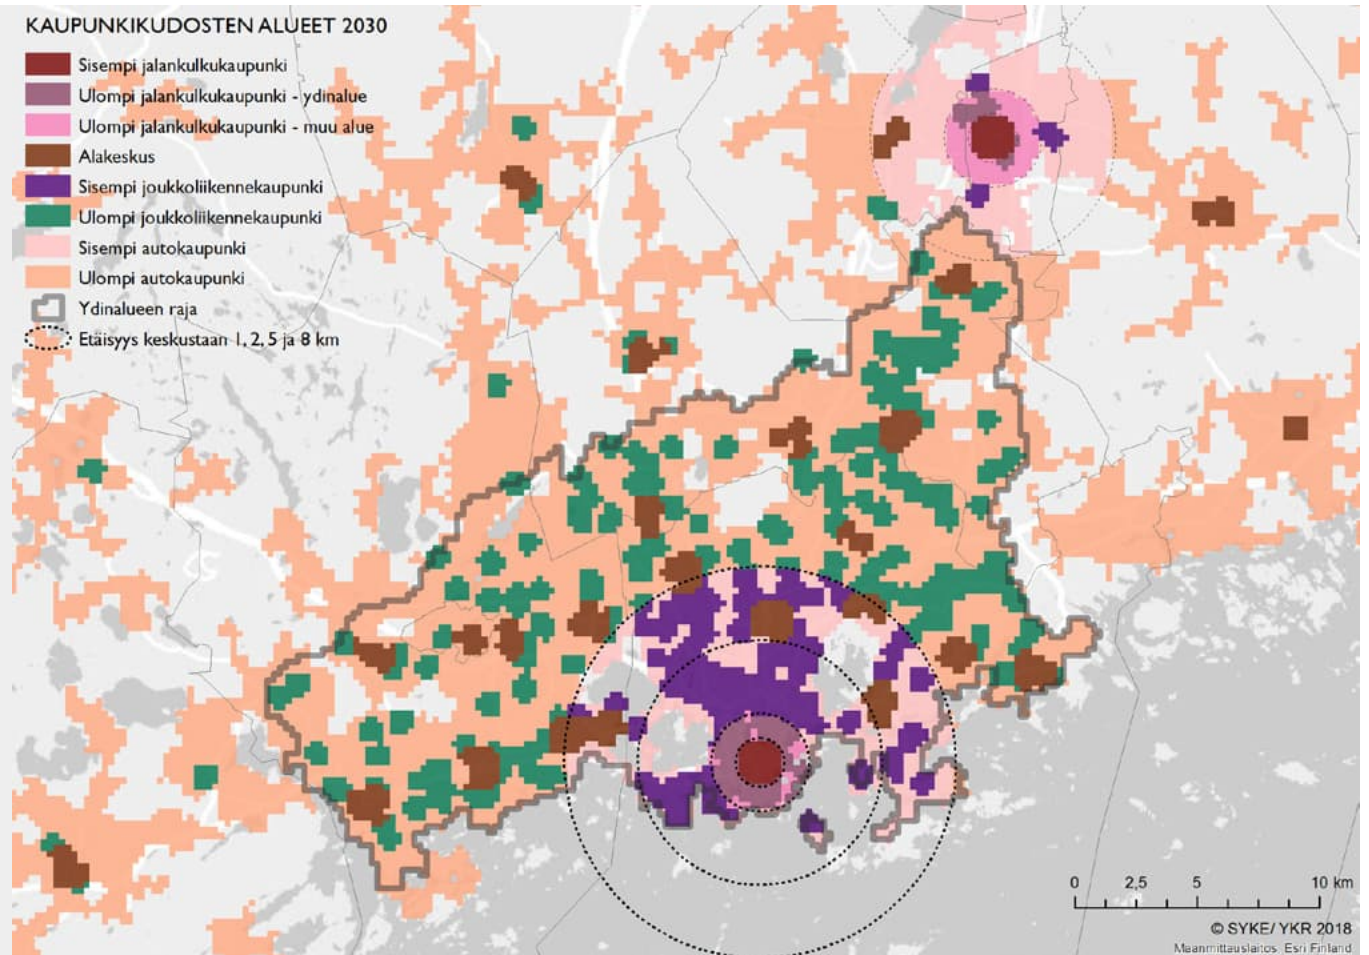 KAUPUNKIKUDOSTEN ALUEET 2030
Sisempi jalankulkukaupunki
Ulompi jalankulkukaupunki - ydinalue
Ulompi jalankulkukaupunki - muu alue
Alakeskus
Sisempi joukkoliikennekaupunki
Ulompi joukkoliikennekaupunki
Sisempi autokaupunki
Ulompi autokaupunki
Ydinalueen raja
Etäisyys keskustaan 1, 2, 5 ja 8 km
0 2,5 5 10 km
© SYKE/ YKR 2018
Maanmittauslaitos, Esri Finland